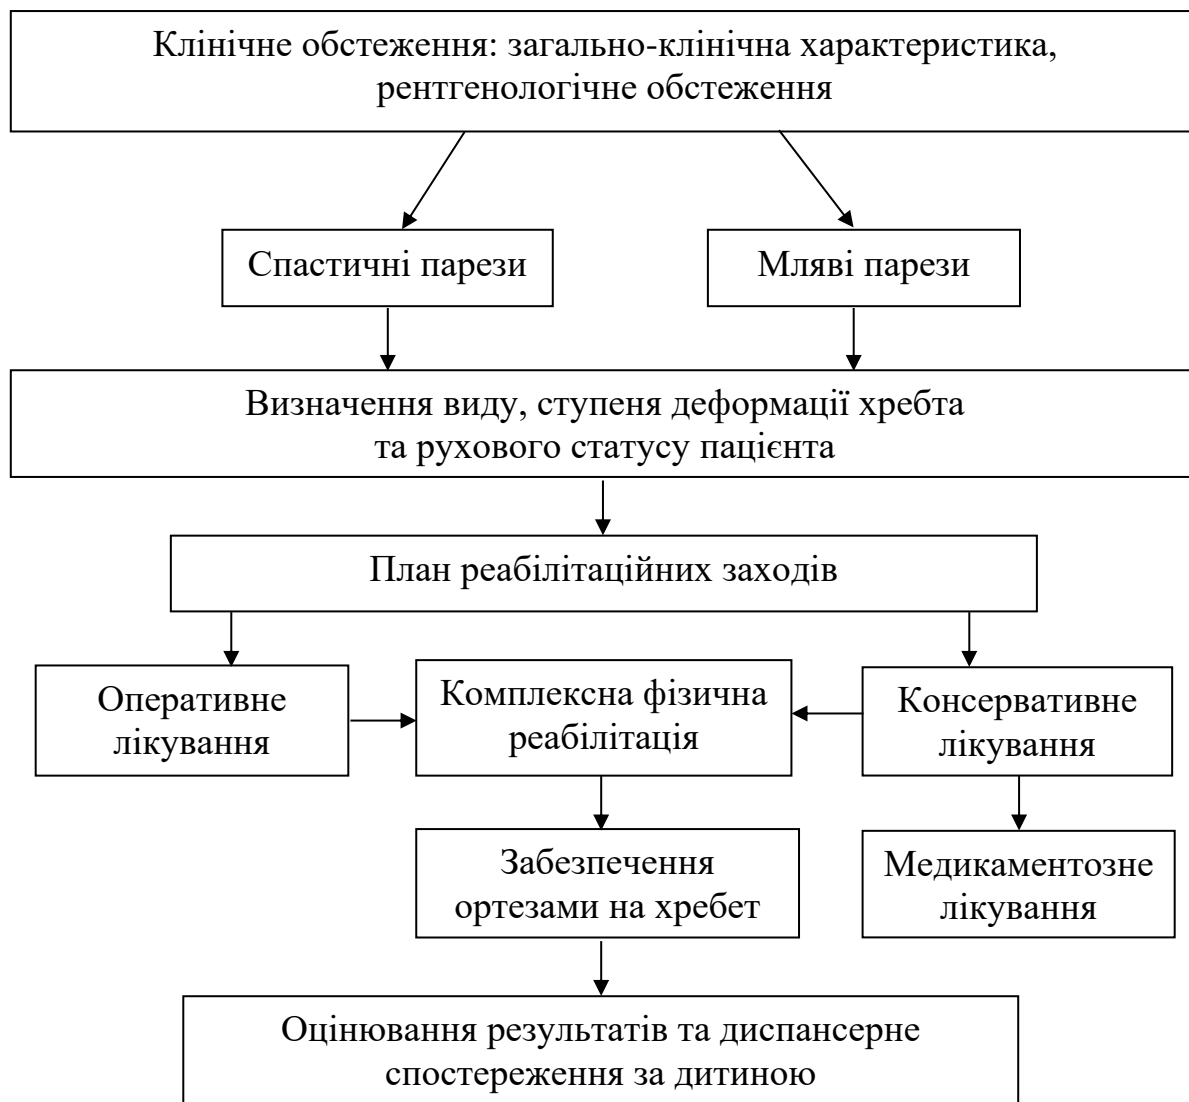 Клінічне обстеження: загально-клінічна характеристика,
рентгенологічне обстеження
Спастичні парези
Мляві парези
Визначення виду, ступеня деформації хребта
та рухового статусу пацієнта
План реабілітаційних заходів
Оперативне
лікування
Комплексна фізична
реабілітація
Консервативне
лікування
Забезпечення
ортезами на хребет
Медикаментозне
лікування
Оцінювання результатів та диспансерне
спостереження за дитиною